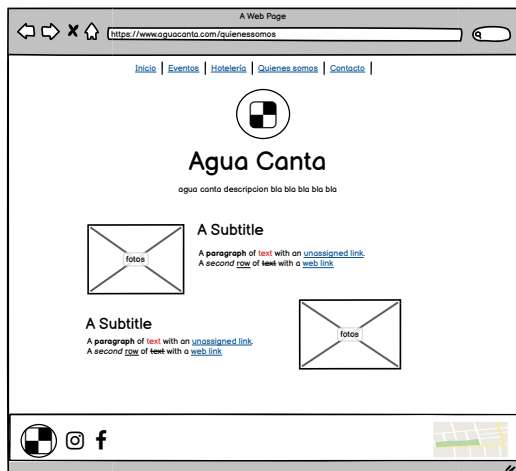 A Web Page
https://www.aguacanta.com/quienessomos
Inicio | Eventos | Hotelería | Quienes somos | Contacto |
Agua Canta
agua canta descripcion bla bla bla bla bla
fotos
A Subtitle
A paragraph of text with an unassigned link.
A second row of text with a web link
A Subtitle
A paragraph of text with an unassigned link.
A second row of text with a web link
fotos